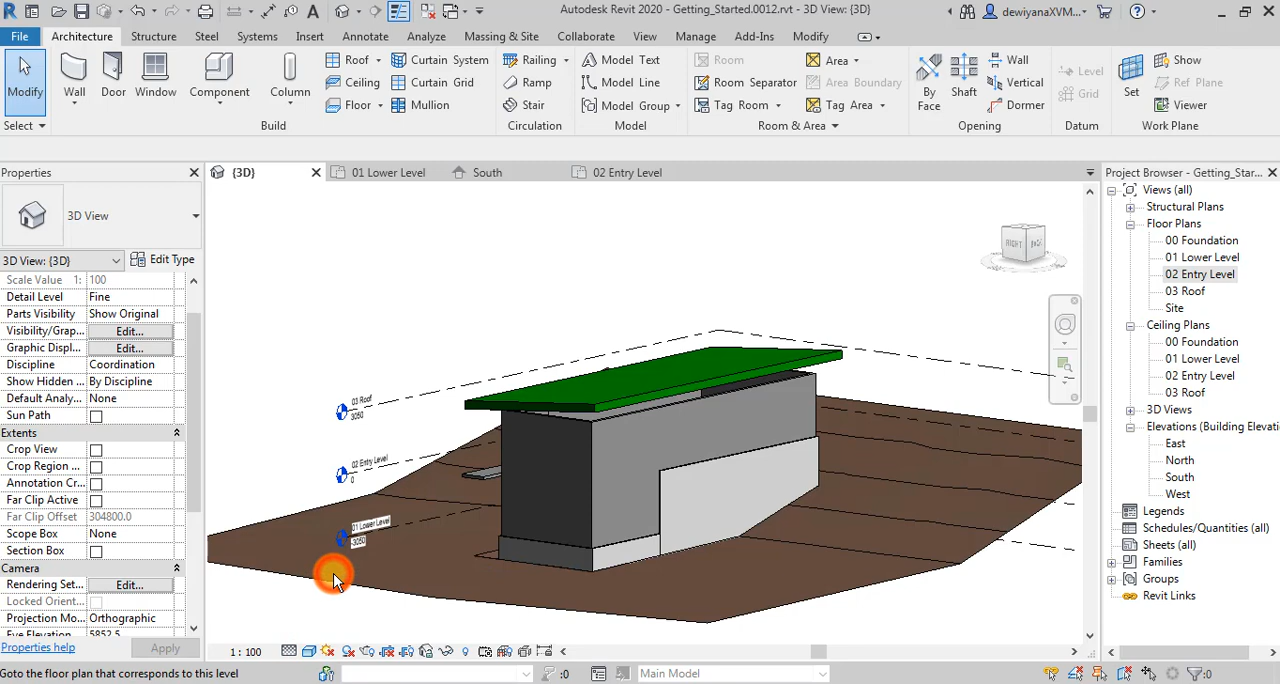 Autodesk Revit 2020 - Getting_Started.0012.rvt - 3D View: {3D}
dewiyanaXVM...
File Architecture Structure Steel Systems Insert Annotate Analyze Massing & Site Collaborate View Manage Add-Ins Modify
Modify
Wall
Door
Window
Component
Column
Roof
Ceiling
Floor
Curtain System
Curtain Grid
Mullion
Railing
Ramp
Stair
Model Text
Model Line
Model Group
Room
Room Separator
Tag Room
Area
Area Boundary
Tag Area
By
Face
Shaft
Wall
Vertical
Dormer
Level
Grid
Set
Show
Ref Plane
Viewer
Select Build Circulation Model Room & Area Opening Datum Work Plane
Properties
{3D} 01 Lower Level South 02 Entry Level
3D View
3D View: {3D} Edit Type
Scale Value 1: 100
Detail Level Fine
Parts Visibility Show Original
Visibility/Grap... Edit...
Graphic Displ... Edit...
Discipline Coordination
Show Hidden ... By Discipline
Default Analy... None
Sun Path
Extents
Crop View
Crop Region ...
Annotation Cr...
Far Clip Active
Far Clip Offset 304800.0
Scope Box None
Section Box
Camera
Rendering Set... Edit...
Locked Orient...
Projection Mo... Orthographic
Eye Elevation 5852.5
Properties help Apply
03 Roof
3050
02 Entry Level
0
01 Lower Level
-3050
RIGHT
1 : 100
Project Browser - Getting_Star...
Views (all)
Structural Plans
Floor Plans
00 Foundation
01 Lower Level
02 Entry Level
03 Roof
Site
Ceiling Plans
00 Foundation
01 Lower Level
02 Entry Level
03 Roof
3D Views
Elevations (Building Elevati
East
North
South
West
Legends
Schedules/Quantities (all)
Sheets (all)
Families
Groups
Revit Links
Goto the floor plan that corresponds to this level
:0
Main Model
:0